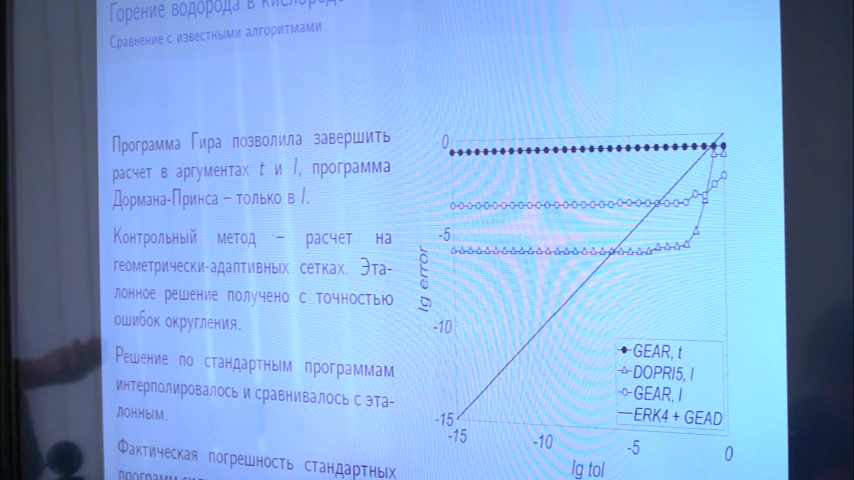 Горение водорода в кислороде
Сравнение с известными алгоритмами
Программа Гира позволила завершить
расчет в аргументах t и l, программа
Дормана-Принса – только в l.
Контрольный метод – расчет на
геометрически-адаптивных сетках. Эта-
лонное решение получено с точностью
ошибок округления.
Решение по стандартным программам
интерполировалось и сравнивалось с эта-
лонным.
Фактическая погрешность стандартных
программ
0
-5
-10
-15
lg error
-15
-10
-5
0
lg tol
GEAR, t
DOPRI5, l
GEAR, l
ERK4 + GEAD